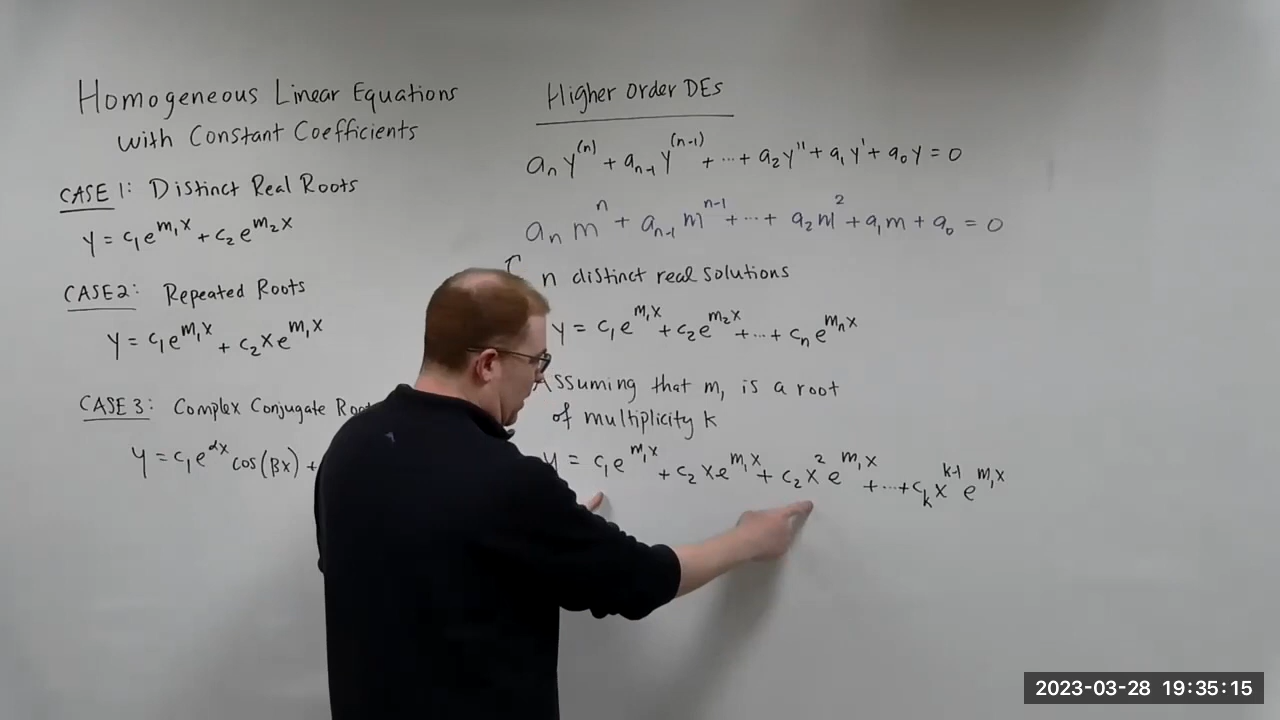 Homogeneous Linear Equations
with Constant Coefficients
CASE 1: Distinct Real Roots
y = c₁e^{m₁x} + c₂e^{m₂x}
CASE 2: Repeated Roots
y = c₁e^{m₁x} + c₂xe^{m₁x}
CASE 3: Complex Conjugate
y = c₁e^{αx} cos(βx) +
Higher Order DEs
aₙy^{(n)} + aₙ₋₁y^{(n-1)} + ... + a₂y'' + a₁y' + a₀y = 0
aₙm^{n} + aₙ₋₁m^{n-1} + ... + a₂m² + a₁m + a₀ = 0
n distinct real solutions
y = c₁e^{m₁x} + c₂e^{m₂x} + ... + cₙe^{mₙx}
Assuming that m₁ is a root
of multiplicity k
y = c₁e^{m₁x} + c₂xe^{m₁x} + c₂x²e^{m₁x} + ... + cₖx^{k-1}e^{m₁x}
2023-03-28 19:35:15